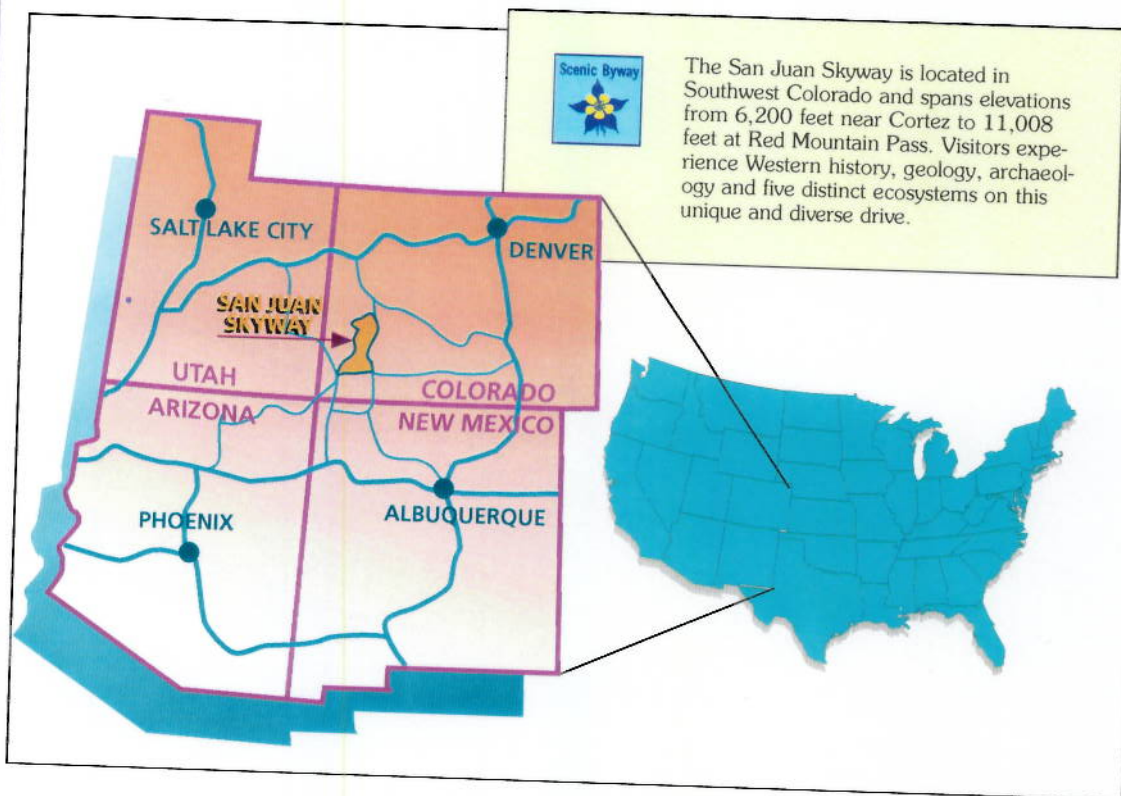 Scenic Byway
The San Juan Skyway is located in
Southwest Colorado and spans elevations
from 6,200 feet near Cortez to 11,008
feet at Red Mountain Pass. Visitors expe-
rience Western history, geology, archaeol-
ogy and five distinct ecosystems on this
unique and diverse drive.
SALT LAKE CITY
DENVER
SAN JUAN
SKYWAY
UTAH
COLORADO
ARIZONA
NEW MEXICO
PHOENIX
ALBUQUERQUE